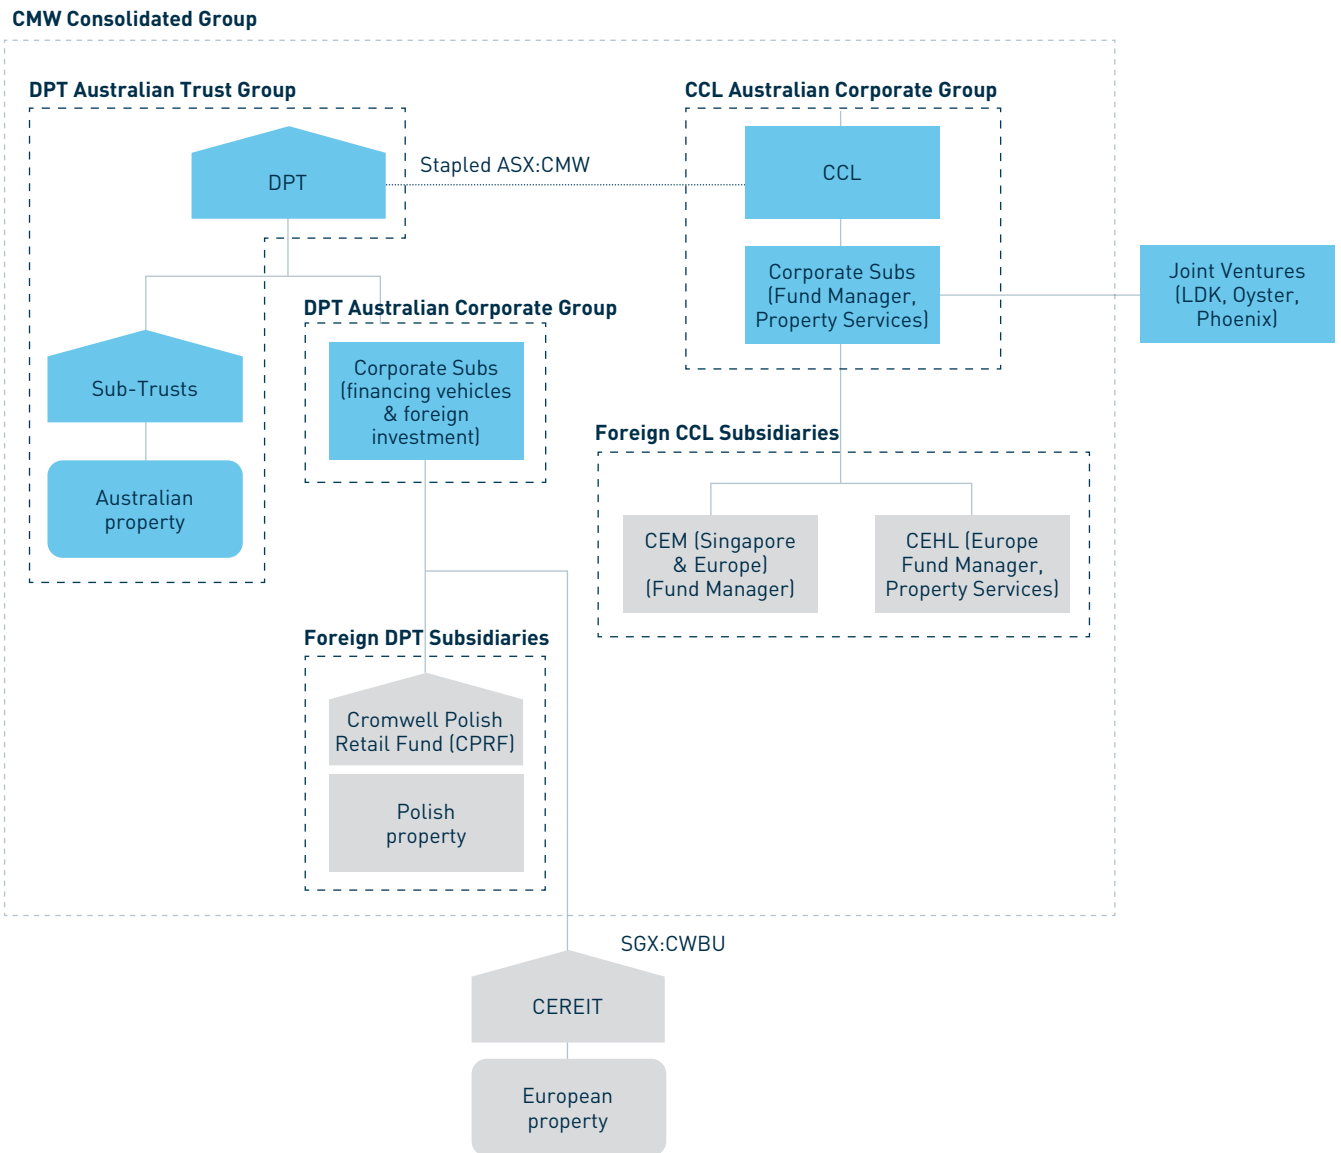 CMW Consolidated Group
DPT Australian Trust Group
CCL Australian Corporate Group
DPT
Stapled ASX:CMW
CCL
Corporate Subs
(Fund Manager,
Property Services)
Joint Ventures
(LDK, Oyster,
Phoenix)
DPT Australian Corporate Group
Sub-Trusts
Corporate Subs
(financing vehicles
& foreign
investment)
Australian
property
Foreign CCL Subsidiaries
CEM (Singapore
& Europe)
(Fund Manager)
CEHL (Europe
Fund Manager,
Property Services)
Foreign DPT Subsidiaries
Cromwell Polish
Retail Fund (CPRF)
Polish
property
SGX:CWBU
CEREIT
European
property